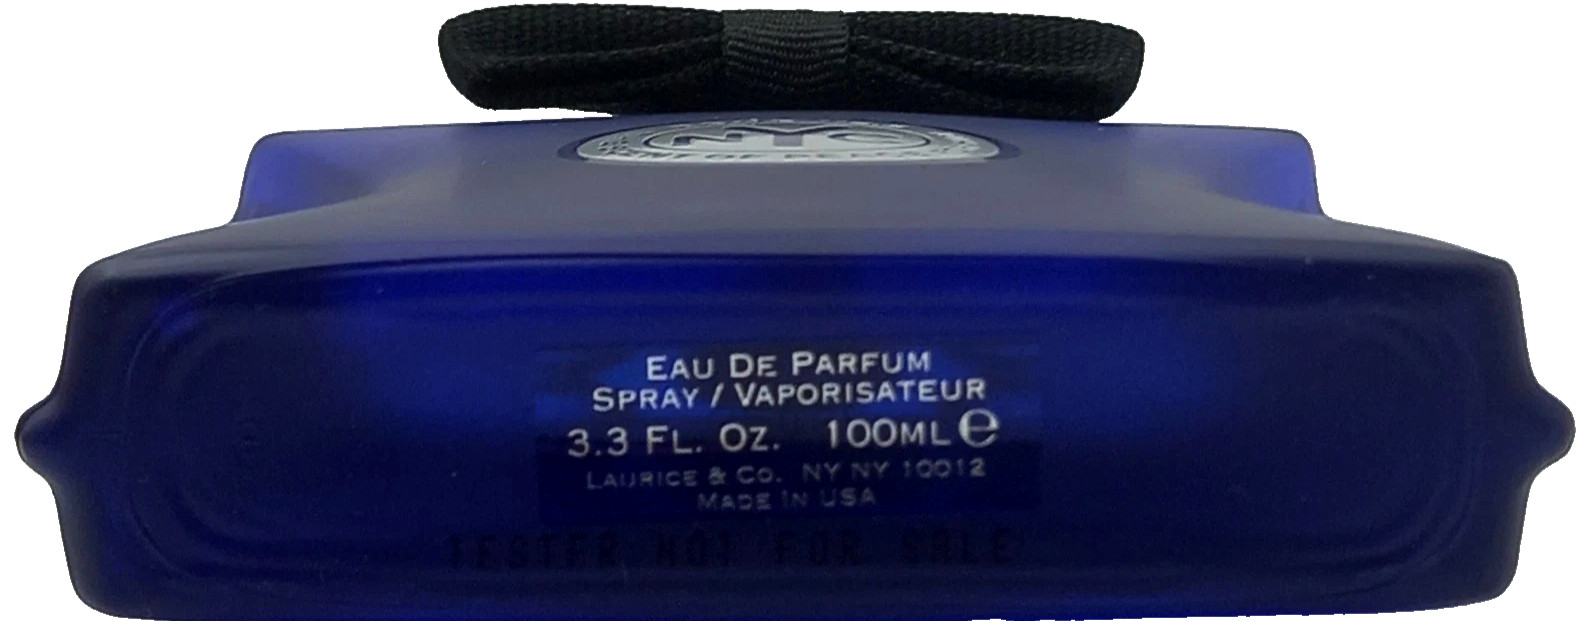 NYC
EAU DE PARFUM
SPRAY / VAPORISATEUR
3.3 FL. OZ. 100ML e
LAURICE & CO. NY NY 10012
MADE IN USA
TESTER NOT FOR SALE